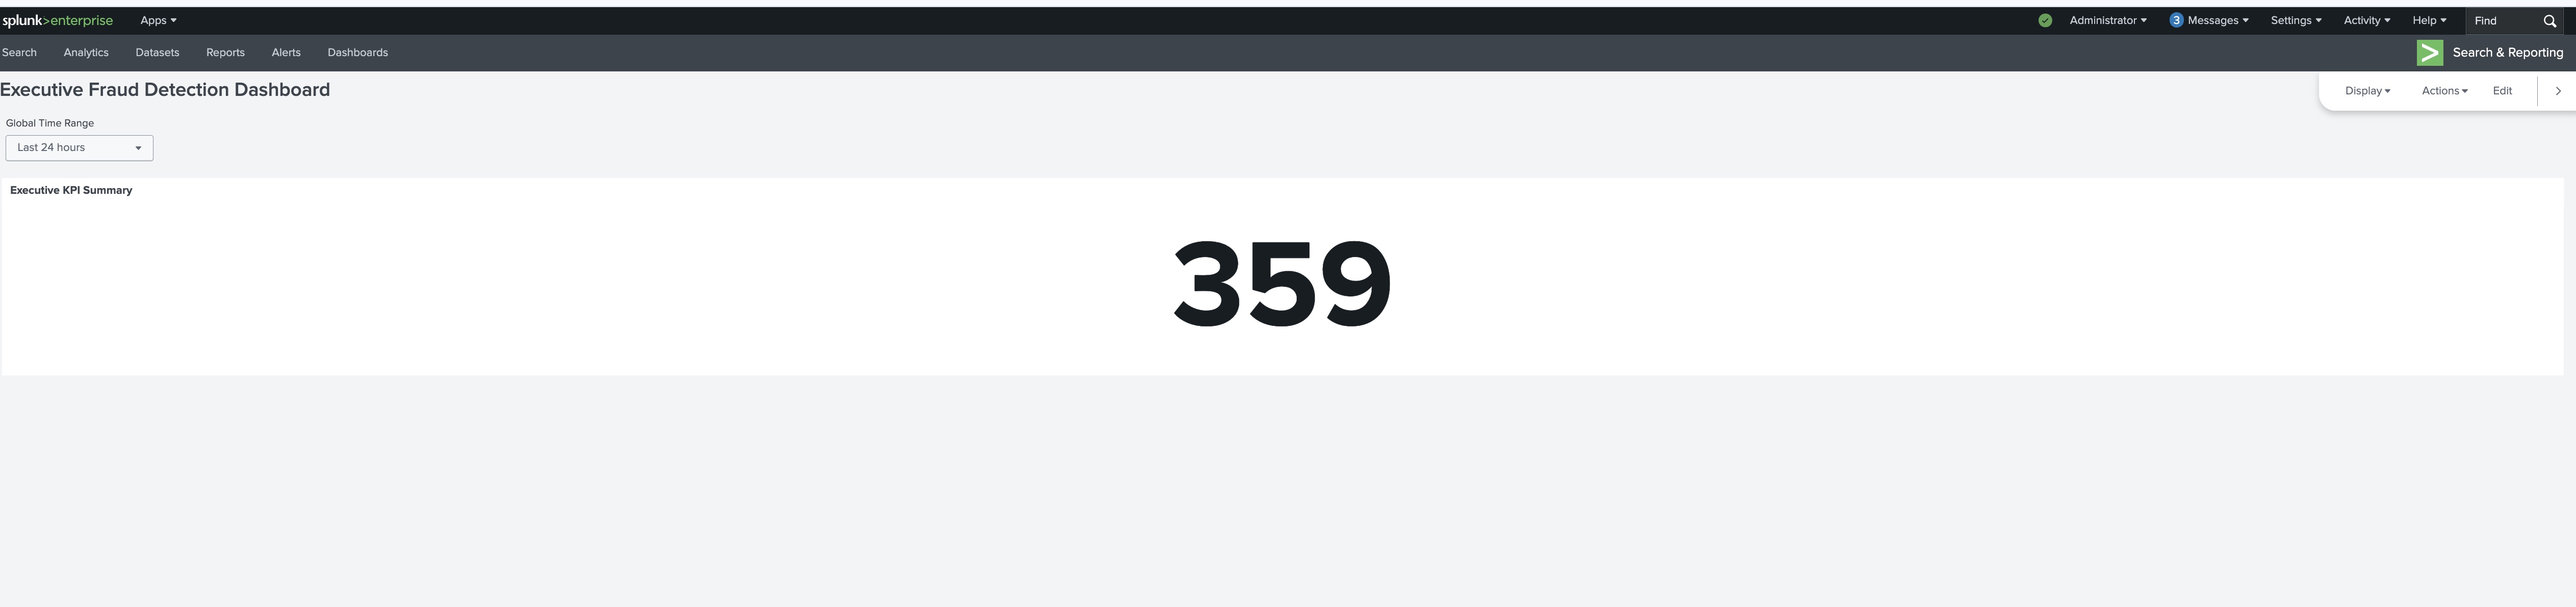 splunk>enterprise Apps Administrator 3 Messages Settings Activity Help Find
Search Analytics Datasets Reports Alerts Dashboards Search & Reporting
Executive Fraud Detection Dashboard
Display Actions Edit
Global Time Range
Last 24 hours
Executive KPI Summary
359